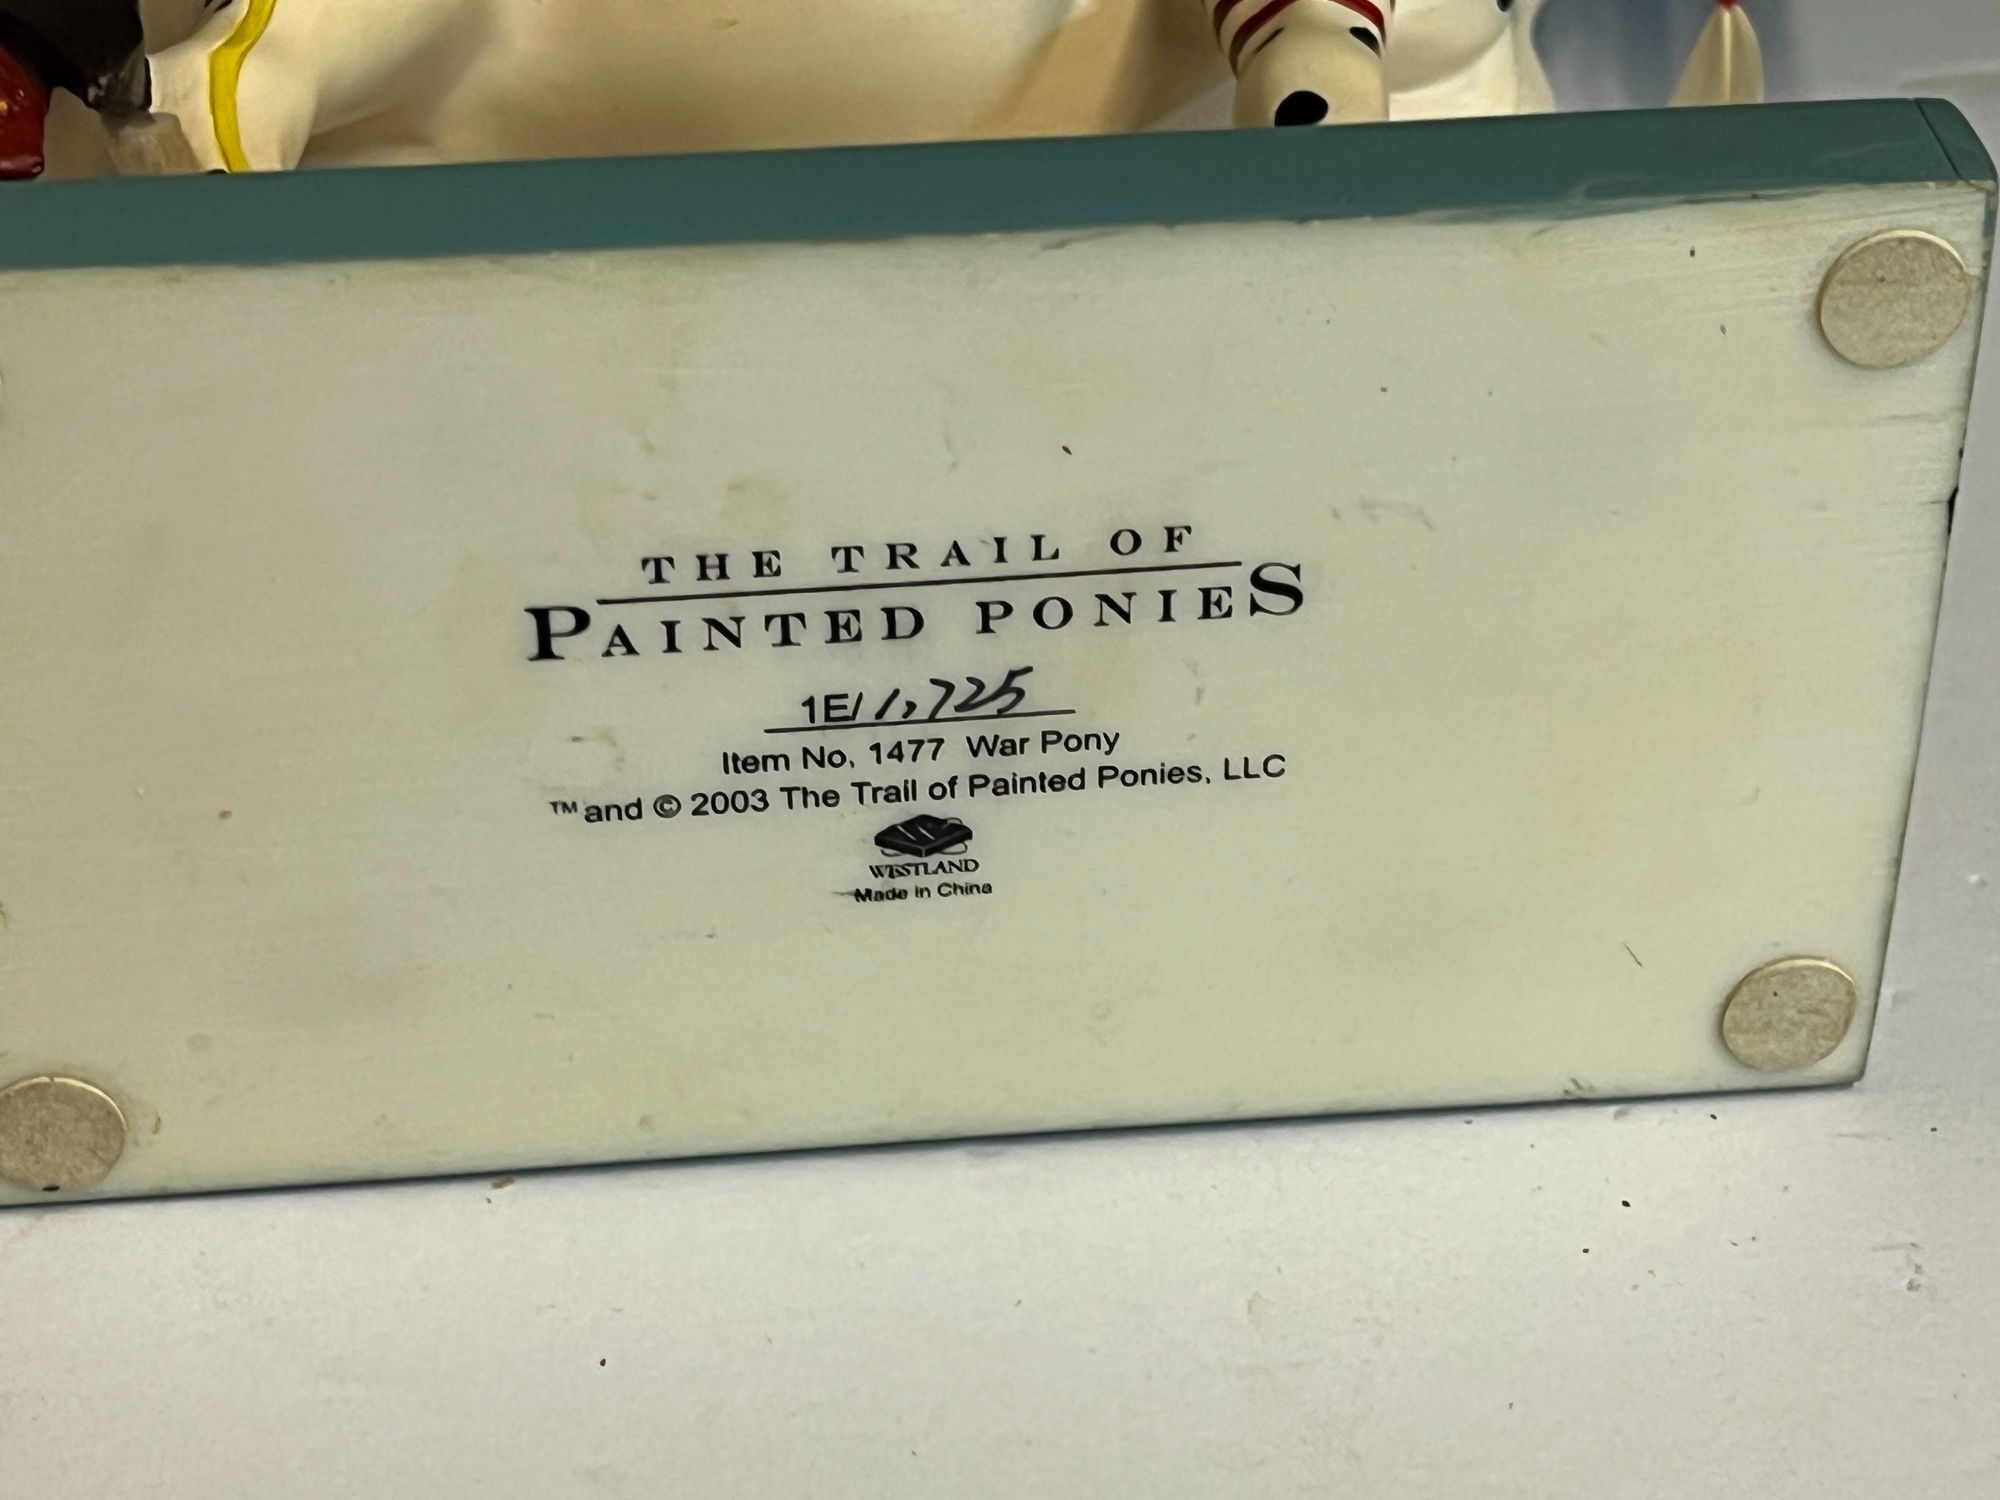 THE TRAIL OF
PAINTED PONIES
1E/1,725
Item No. 1477 War Pony
™ and © 2003 The Trail of Painted Ponies, LLC
WESTLAND
Made in China